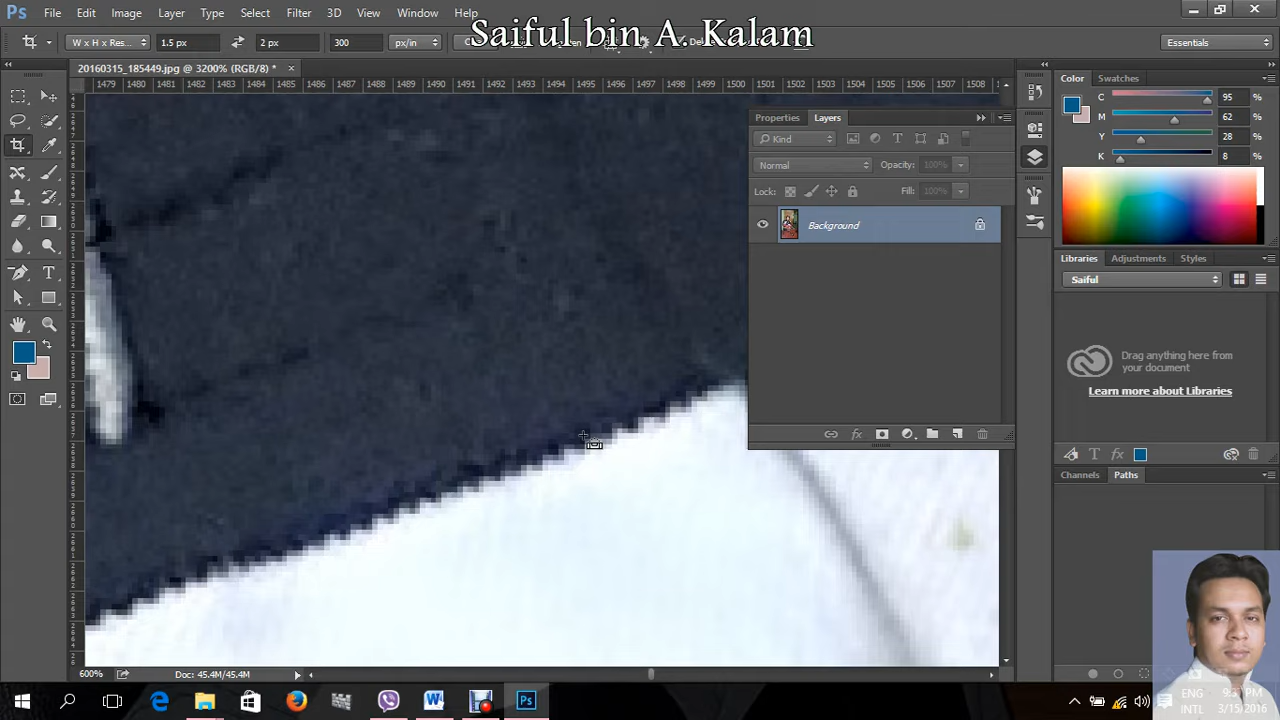 Saiful bin A. Kalam
Ps File Edit Image Layer Type Select Filter 3D View Window Help
W x H x Res... 1.5 px 2 px 300 px/in Essentials
20160315_185449.jpg @ 3200% (RGB/8) *
1479 1480 1481 1482 1483 1484 1485 1486 1487 1488 1489 1490 1491 1492 1493 1494 1495 1496 1497 1498 1499 1500 1501 1502 1503 1504 1505 1506 1507 1508
Properties Layers
Kind
Normal Opacity: 100%
Lock: Fill: 100%
Background
Color Swatches
C 95 %
M 62 %
Y 28 %
K 8 %
Libraries Adjustments Styles
Saiful
Drag anything here from
your document
Learn more about Libraries
Channels Paths
600% Doc: 45.4M/45.4M
ENG
INTL
3/15/2016